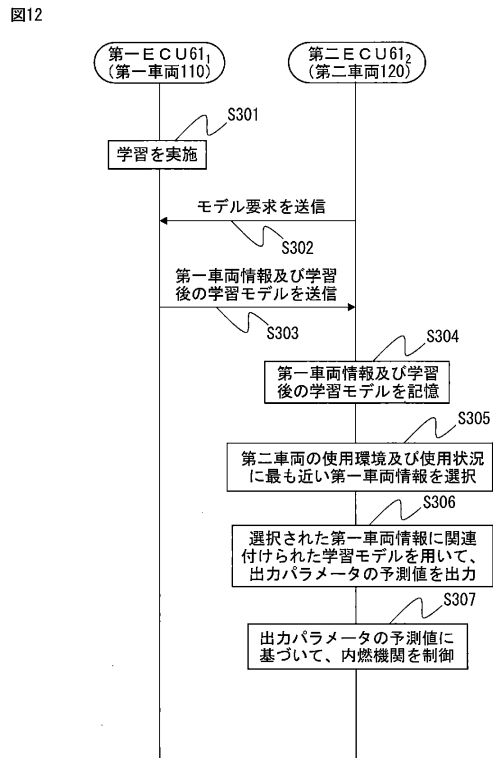 図12
第一ECU61₁
(第一車両110)
第二ECU61₂
(第二車両120)
S301
学習を実施
モデル要求を送信
S302
第一車両情報及び学習
後の学習モデルを送信
S303
S304
第一車両情報及び学習
後の学習モデルを記憶
S305
第二車両の使用環境及び使用状況
に最も近い第一車両情報を選択
S306
選択された第一車両情報に関連
付けられた学習モデルを用いて、
出力パラメータの予測値を出力
S307
出力パラメータの予測値に
基づいて、内燃機関を制御